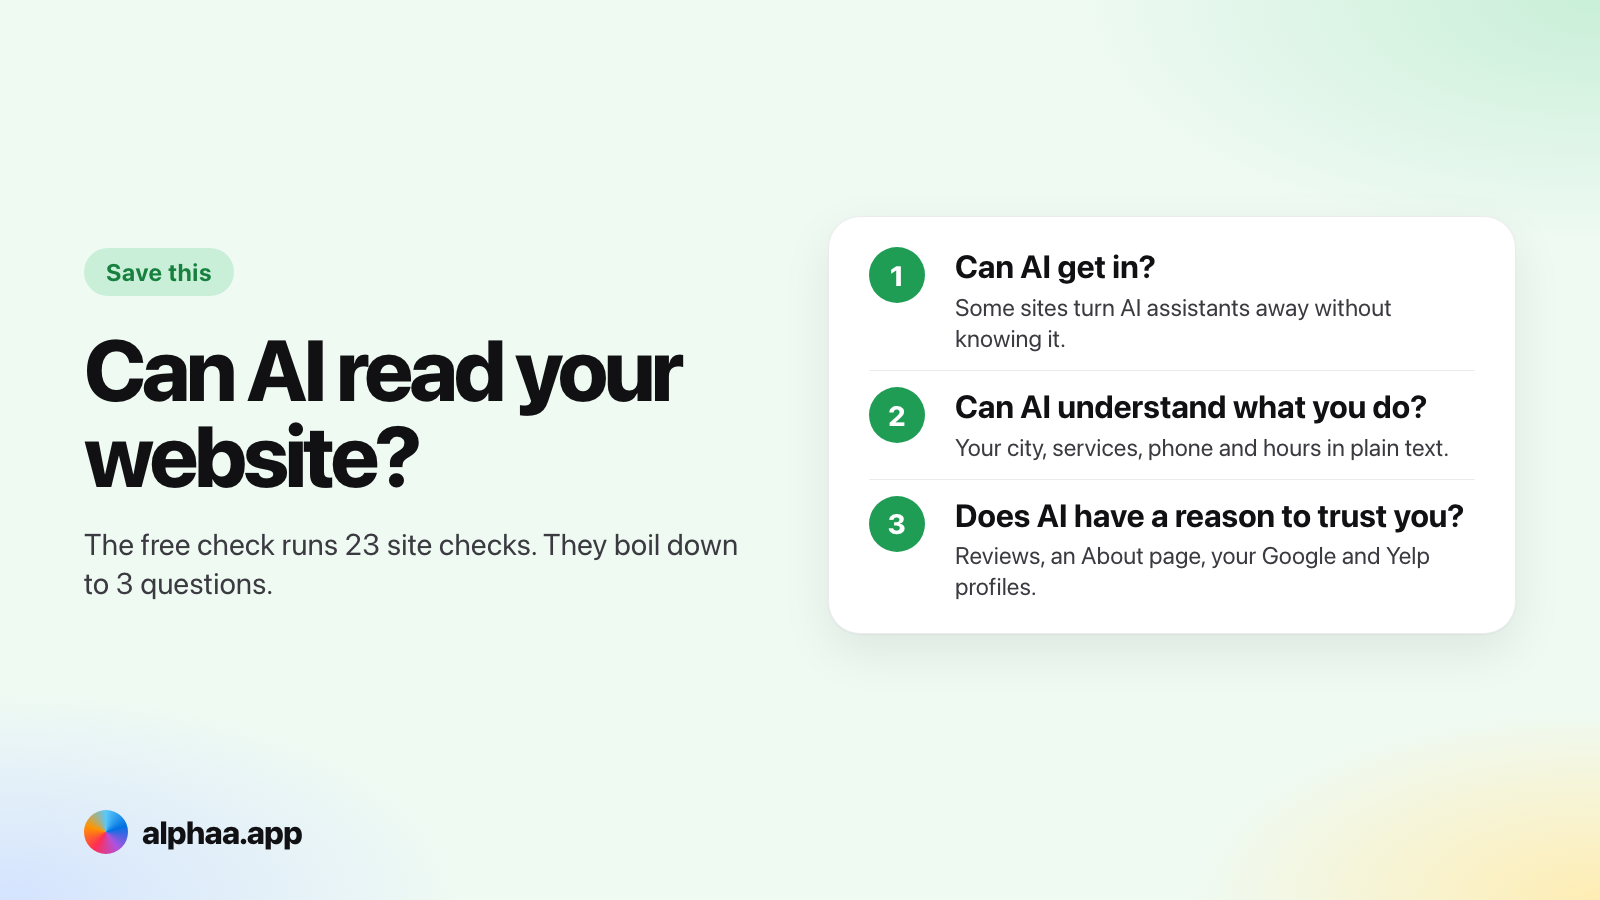 Save this
Can AI read your
website?
The free check runs 23 site checks. They boil down
to 3 questions.
1
Can AI get in?
Some sites turn AI assistants away without
knowing it.
2
Can AI understand what you do?
Your city, services, phone and hours in plain text.
3
Does AI have a reason to trust you?
Reviews, an About page, your Google and Yelp
profiles.
alphaa.app